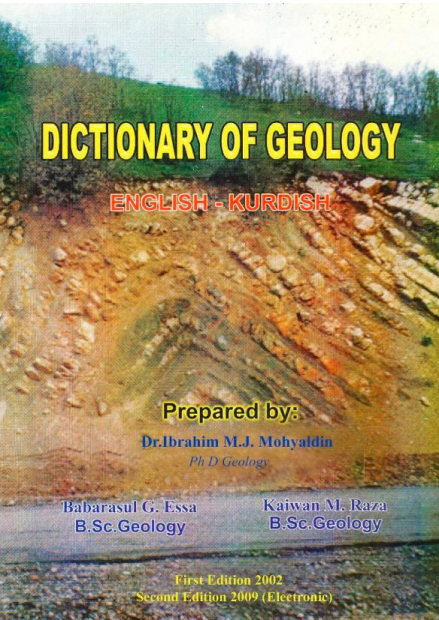 DICTIONARY OF GEOLOGY
ENGLISH - KURDISH
Prepared by:
Dr.Ibrahim M.J. Mohyaldin
Ph D Geology
Babarasul G. Essa
B.Sc.Geology
Kaiwan M. Raza
B.Sc.Geology
First Edition 2002
Second Edition 2009 (Electronic)